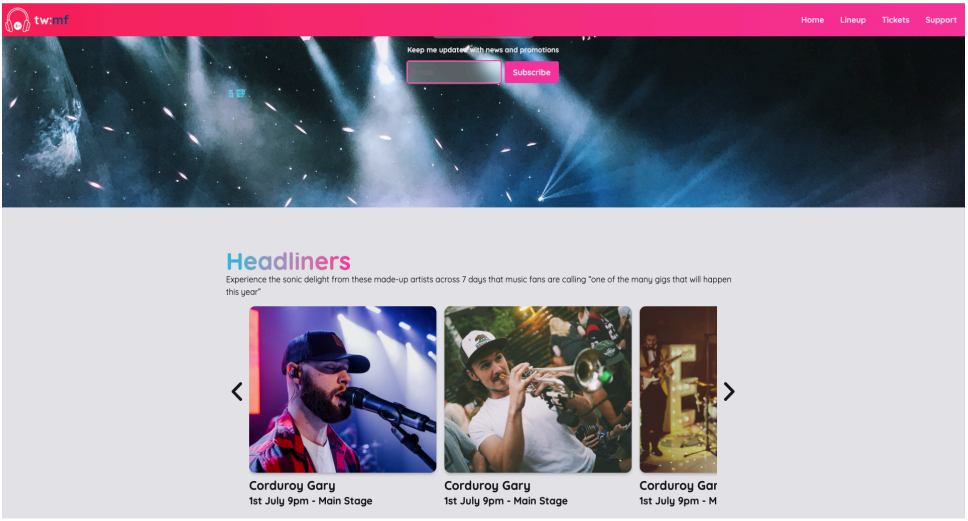 tw:mf
Home Lineup Tickets Support
Keep me updated with news and promotions
Subscribe
Headliners
Experience the sonic delight from these made-up artists across 7 days that music fans are calling “one of the many gigs that will happen
this year”
Corduroy Gary
1st July 9pm - Main Stage
Corduroy Gary
1st July 9pm - Main Stage
Corduroy Gar
1st July 9pm - M